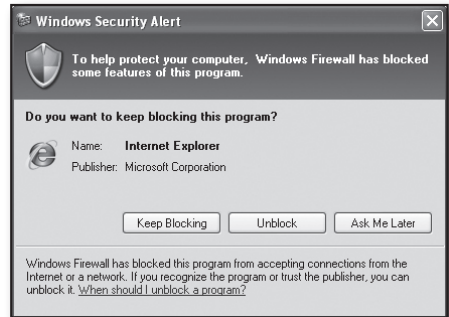 Windows Security Alert
To help protect your computer, Windows Firewall has blocked
some features of this program.
Do you want to keep blocking this program?
Name: Internet Explorer
Publisher: Microsoft Corporation
Keep Blocking Unblock Ask Me Later
Windows Firewall has blocked this program from accepting connections from the
Internet or a network. If you recognize the program or trust the publisher, you can
unblock it. When should I unblock a program?